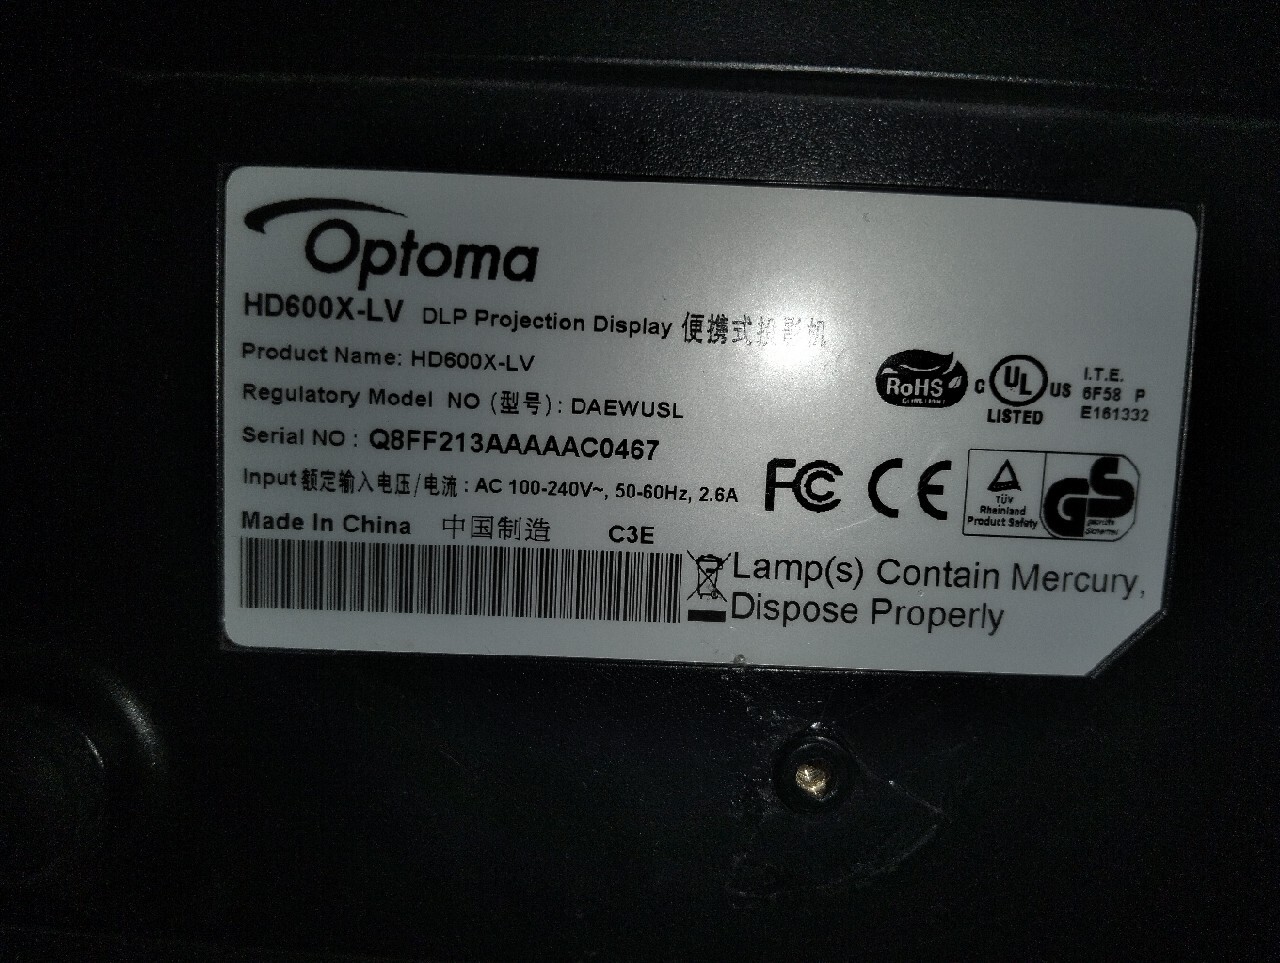 Optoma
HD600X-LV DLP Projection Display 便携式投影机
Product Name: HD600X-LV
Regulatory Model NO (型号): DAEWUSL
Serial NO : Q8FF213AAAAAC0467
Input 额定输入电压/电流 : AC 100-240V~, 50-60Hz, 2.6A
Made In China 中国制造 C3E
RoHS
C UL US
LISTED
I.T.E.
6F58 P
E161332
FC CE
TÜV
Rheinland
Product Safety
GS
geprüfte
Sicherheit
Lamp(s) Contain Mercury,
Dispose Properly